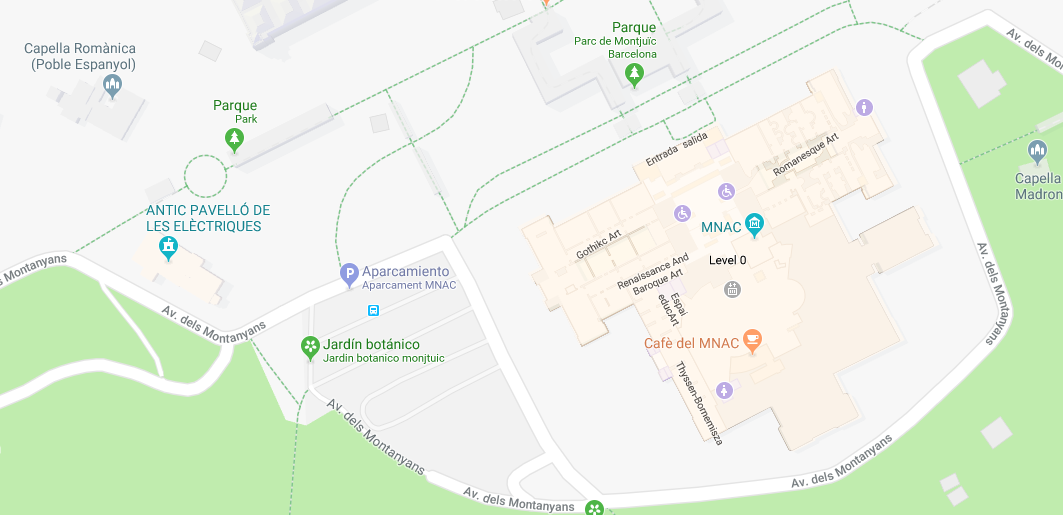 Capella Romànica
(Poble Espanyol)
Parque
Parc de Montjuïc
Barcelona
Av. dels Mont
Parque
Park
Entrada - salida
Romanesque Art
Capella
Madron
ANTIC PAVELLÓ DE
LES ELÈCTRIQUES
MNAC
Gothikc Art
Level 0
Montanyans
Aparcamiento
Aparcament MNAC
P
Renaissance And
Baroque Art
Espai
educArt
Av. dels Montanyans
Av. dels Montanyans
Jardín botánico
Jardin botanico monjtuic
Cafè del MNAC
Thyssen-Bornemisza
Av. dels Montanyans
Av. dels Montanyans
Av. dels Montanyans